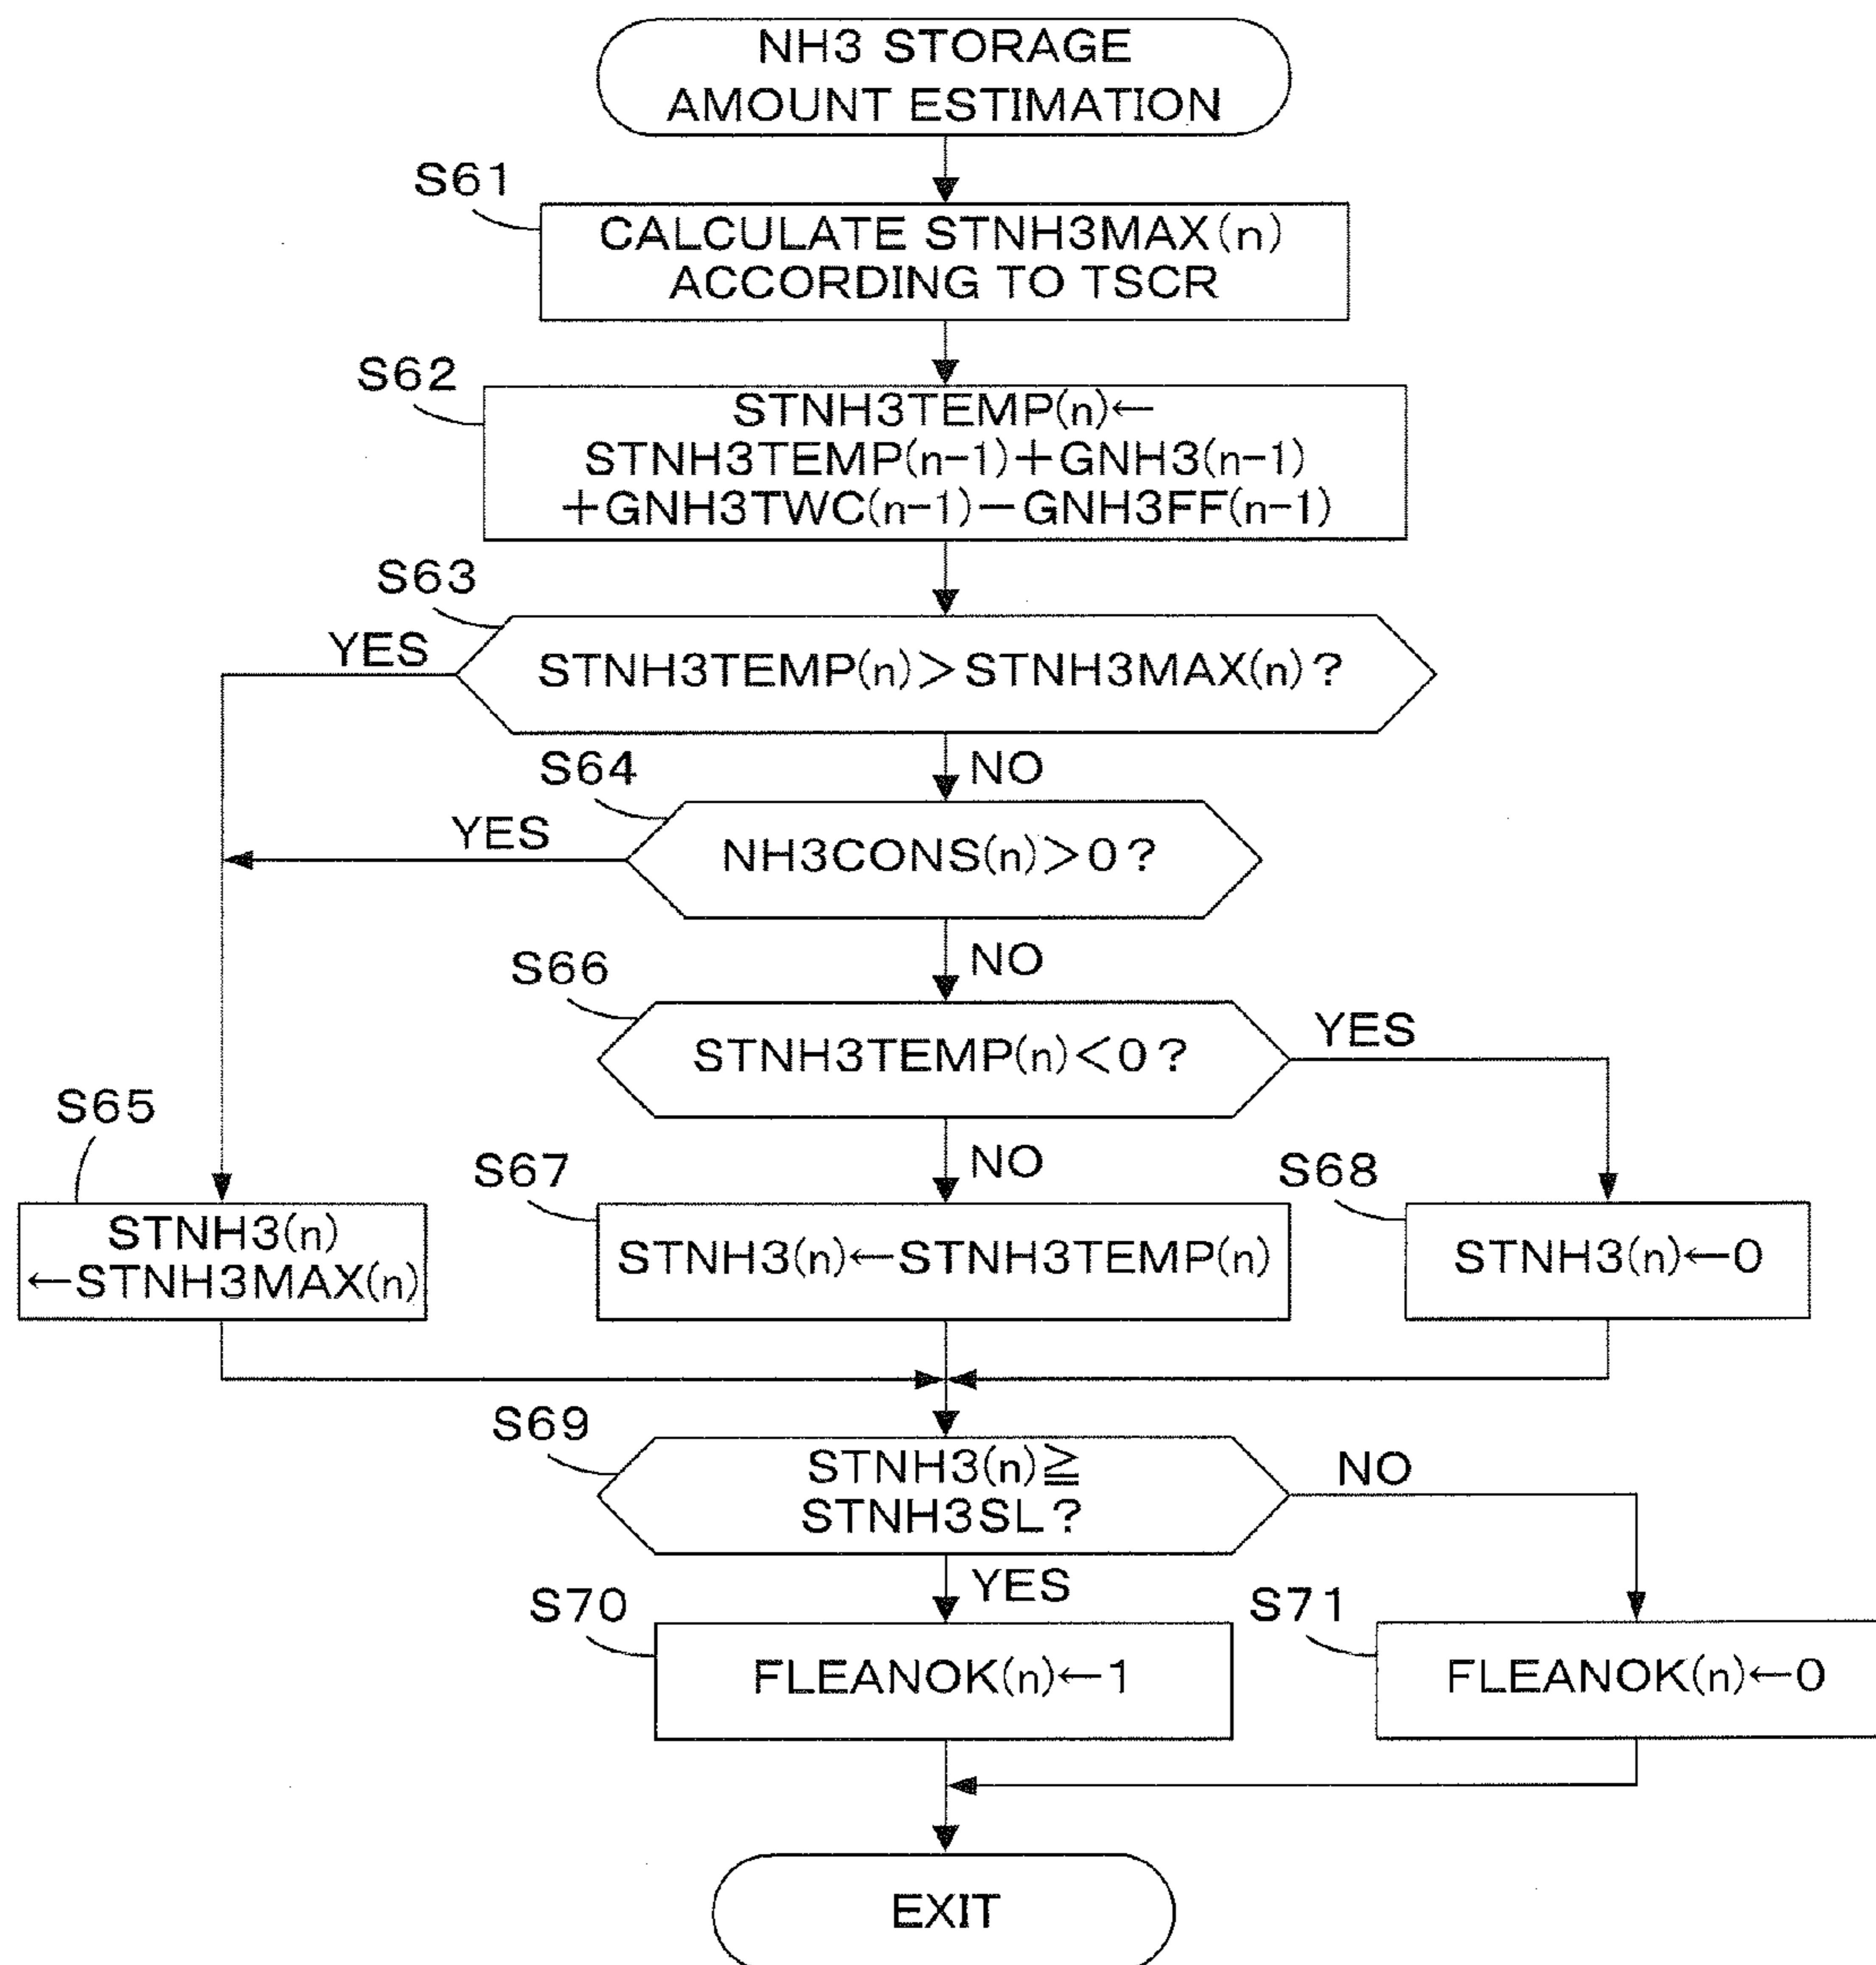 NH3 STORAGE
AMOUNT ESTIMATION
S61
CALCULATE STNH3MAX(n)
ACCORDING TO TSCR
S62
STNH3TEMP(n)←
STNH3TEMP(n-1)+GNH3(n-1)
+GNH3TWC(n-1)-GNH3FF(n-1)
S63
YES
STNH3TEMP(n)>STNH3MAX(n)?
NO
S64
YES
NH3CONS(n)>0?
NO
S66
STNH3TEMP(n)<0?
YES
NO
S65
STNH3(n)
←STNH3MAX(n)
S67
STNH3(n)←STNH3TEMP(n)
S68
STNH3(n)←0
S69
STNH3(n)≧
STNH3SL?
NO
YES
S70
FLEANOK(n)←1
S71
FLEANOK(n)←0
EXIT